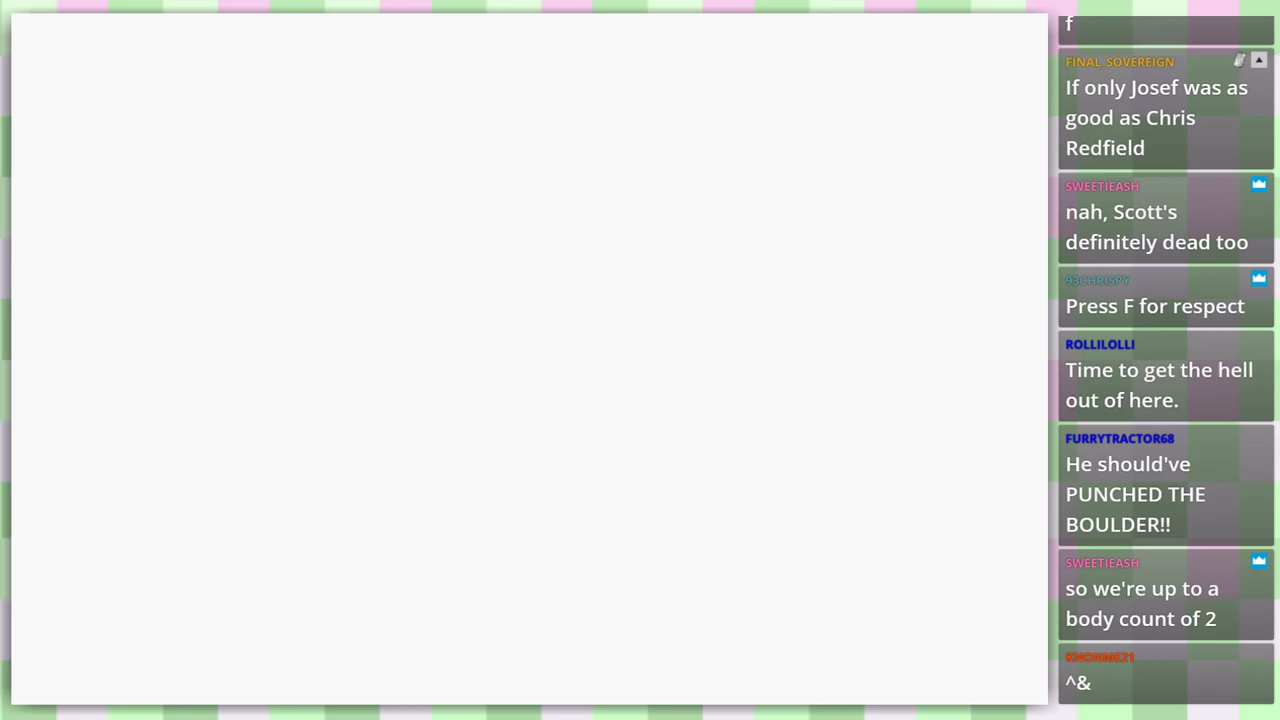 f
FINAL_SOVEREIGN
If only Josef was as
good as Chris
Redfield
SWEETIEASH
nah, Scott's
definitely dead too
93CHRISPY
Press F for respect
ROLLILOLLI
Time to get the hell
out of here.
FURRYTRACTOR68
He should've
PUNCHED THE
BOULDER!!
SWEETIEASH
so we're up to a
body count of 2
KNONME21
^&